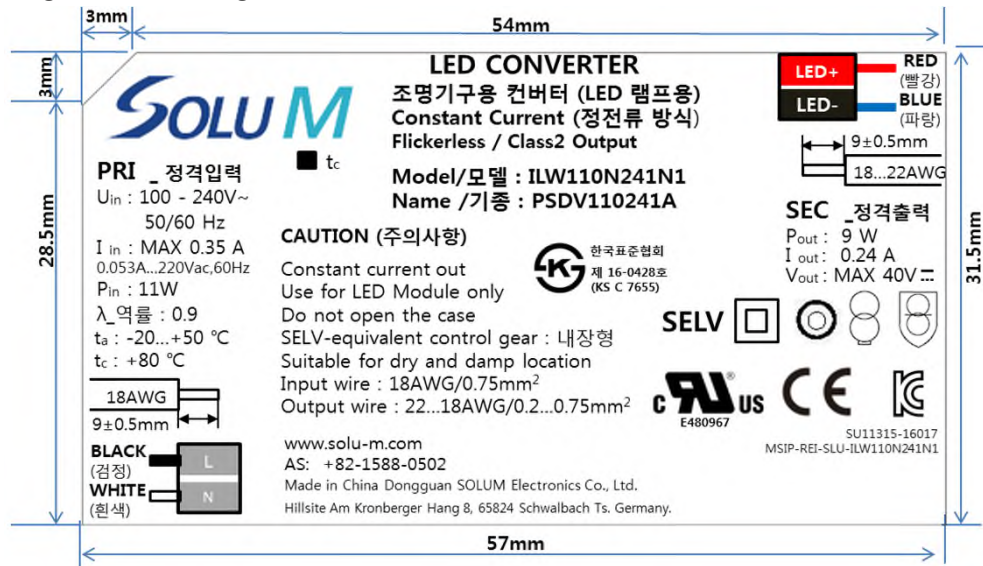 3mm
54mm
3mm
28.5mm
31.5mm
57mm
SOLU M
LED CONVERTER
조명기구용 컨버터 (LED 램프용)
Constant Current (정전류 방식)
Flickerless / Class2 Output
Model/모델 : ILW110N241N1
Name /기종 : PSDV110241A
tc
LED+
LED-
RED
(빨강)
BLUE
(파랑)
9±0.5mm
18...22AWG
PRI _ 정격입력
Uin : 100 - 240V~
50/60 Hz
I in : MAX 0.35 A
0.053A...220Vac,60Hz
Pin : 11W
λ_역률 : 0.9
ta : -20...+50 ℃
tc : +80 ℃
18AWG
9±0.5mm
BLACK
(검정)
WHITE
(흰색)
L
N
CAUTION (주의사항)
Constant current out
Use for LED Module only
Do not open the case
SELV-equivalent control gear : 내장형
Suitable for dry and damp location
Input wire : 18AWG/0.75mm²
Output wire : 22...18AWG/0.2...0.75mm²
한국표준협회
제 16-0428호
(KS C 7655)
SEC _정격출력
Pout : 9 W
I out : 0.24 A
Vout : MAX 40V
SELV
C RU US
E480967
CE
SU11315-16017
MSIP-REI-SLU-ILW110N241N1
www.solu-m.com
AS: +82-1588-0502
Made in China Dongguan SOLUM Electronics Co., Ltd.
Hillsite Am Kronberger Hang 8, 65824 Schwalbach Ts. Germany.